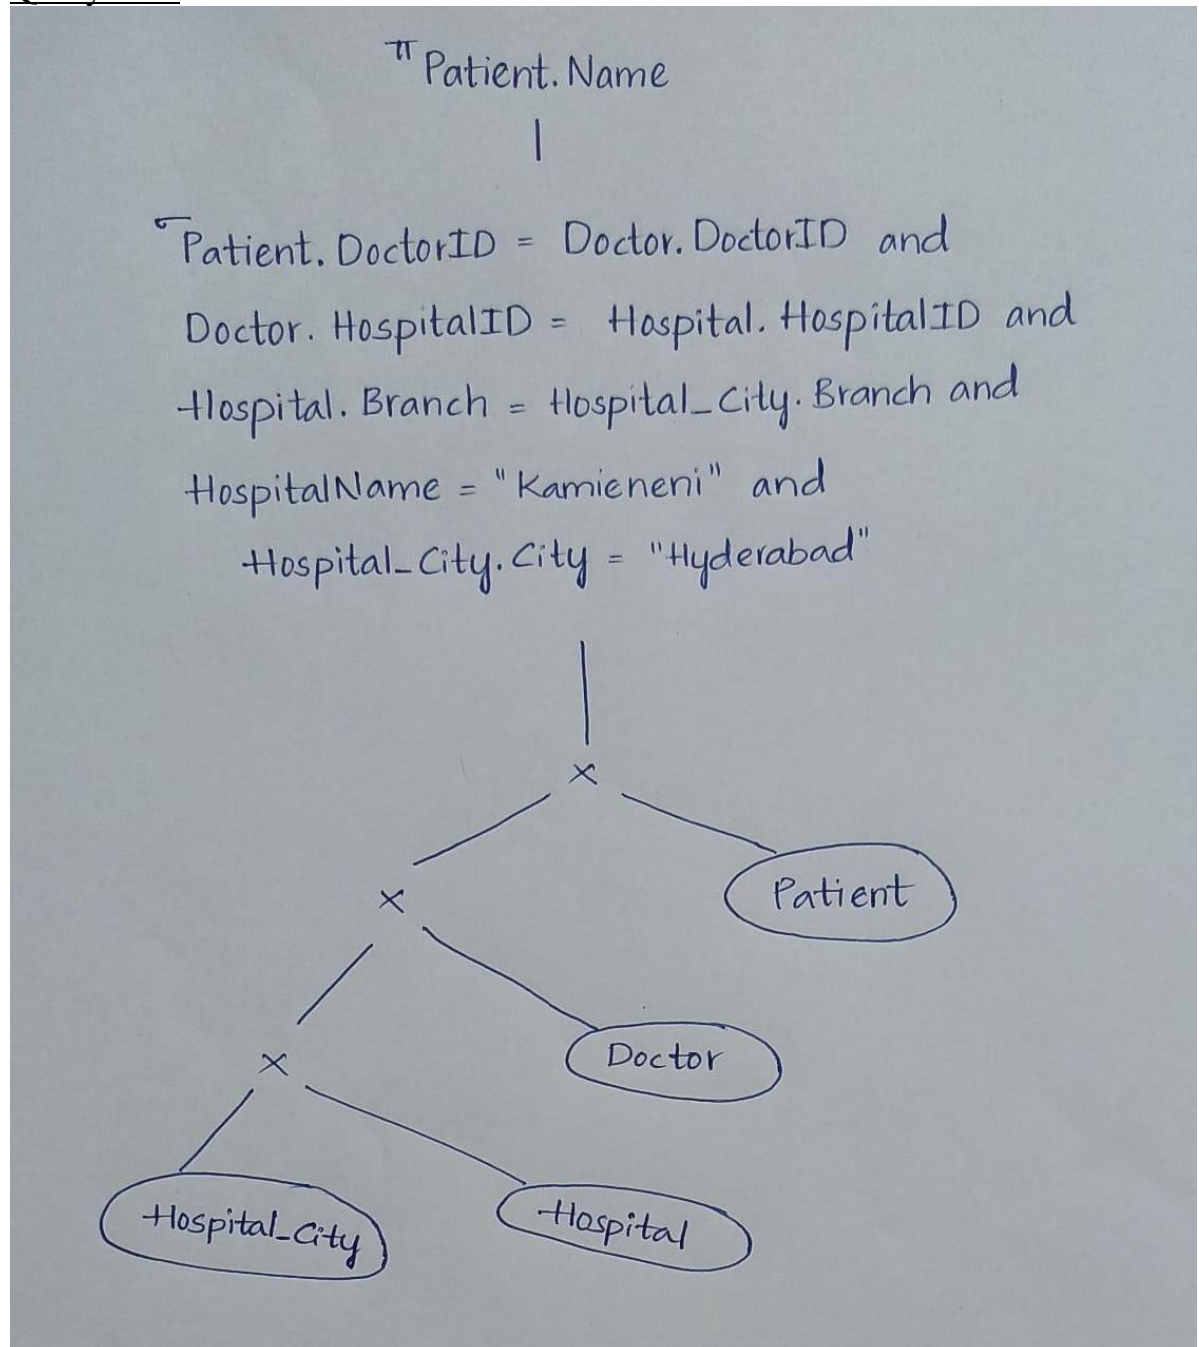 π Patient.Name
σ Patient.DoctorID = Doctor.DoctorID and
Doctor.HospitalID = Hospital.HospitalID and
Hospital.Branch = Hospital_City.Branch and
HospitalName = "Kamieneni" and
Hospital_City.City = "Hyderabad"
×
Patient
×
Doctor
×
Hospital_City
Hospital